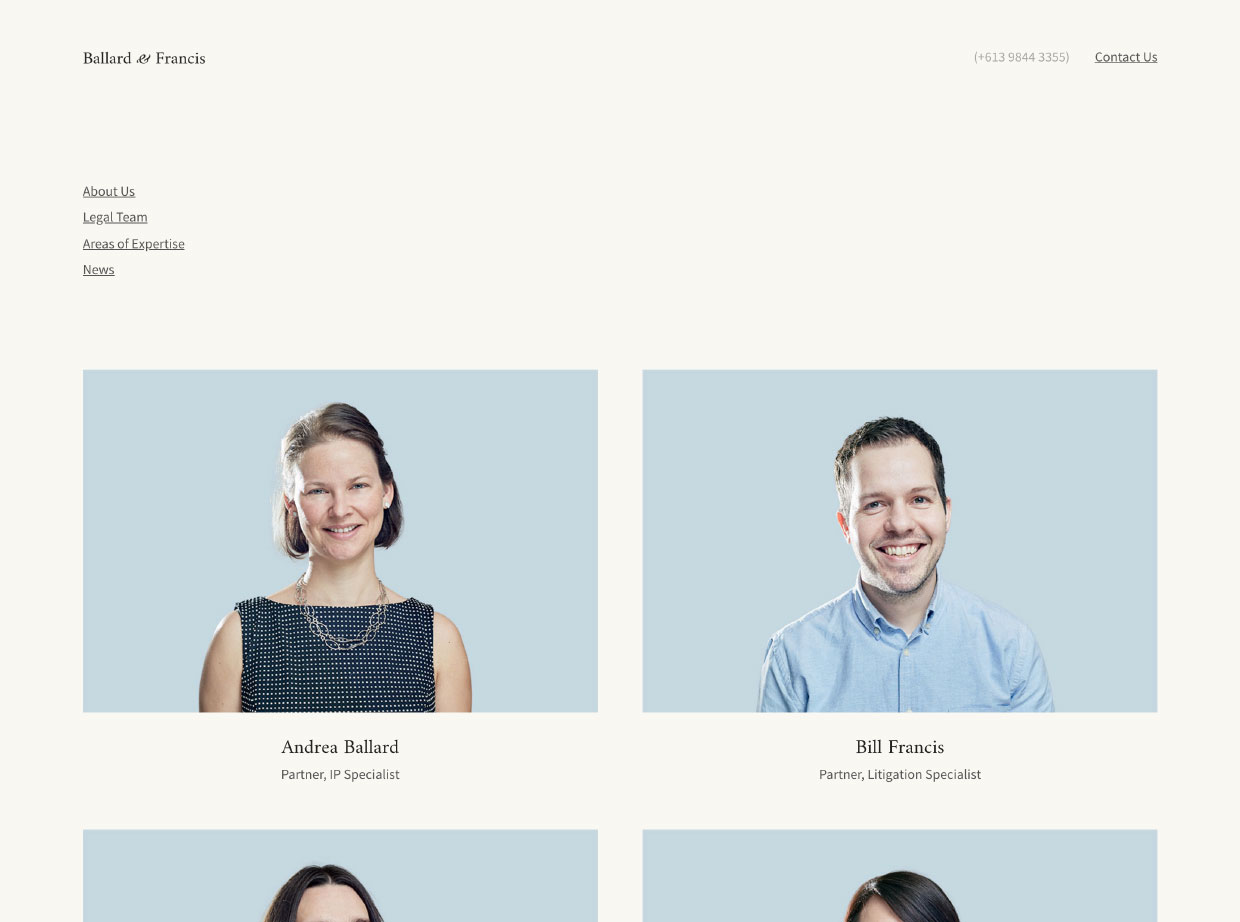 Ballard & Francis
(+613 9844 3355) Contact Us
About Us
Legal Team
Areas of Expertise
News
Andrea Ballard
Partner, IP Specialist
Bill Francis
Partner, Litigation Specialist